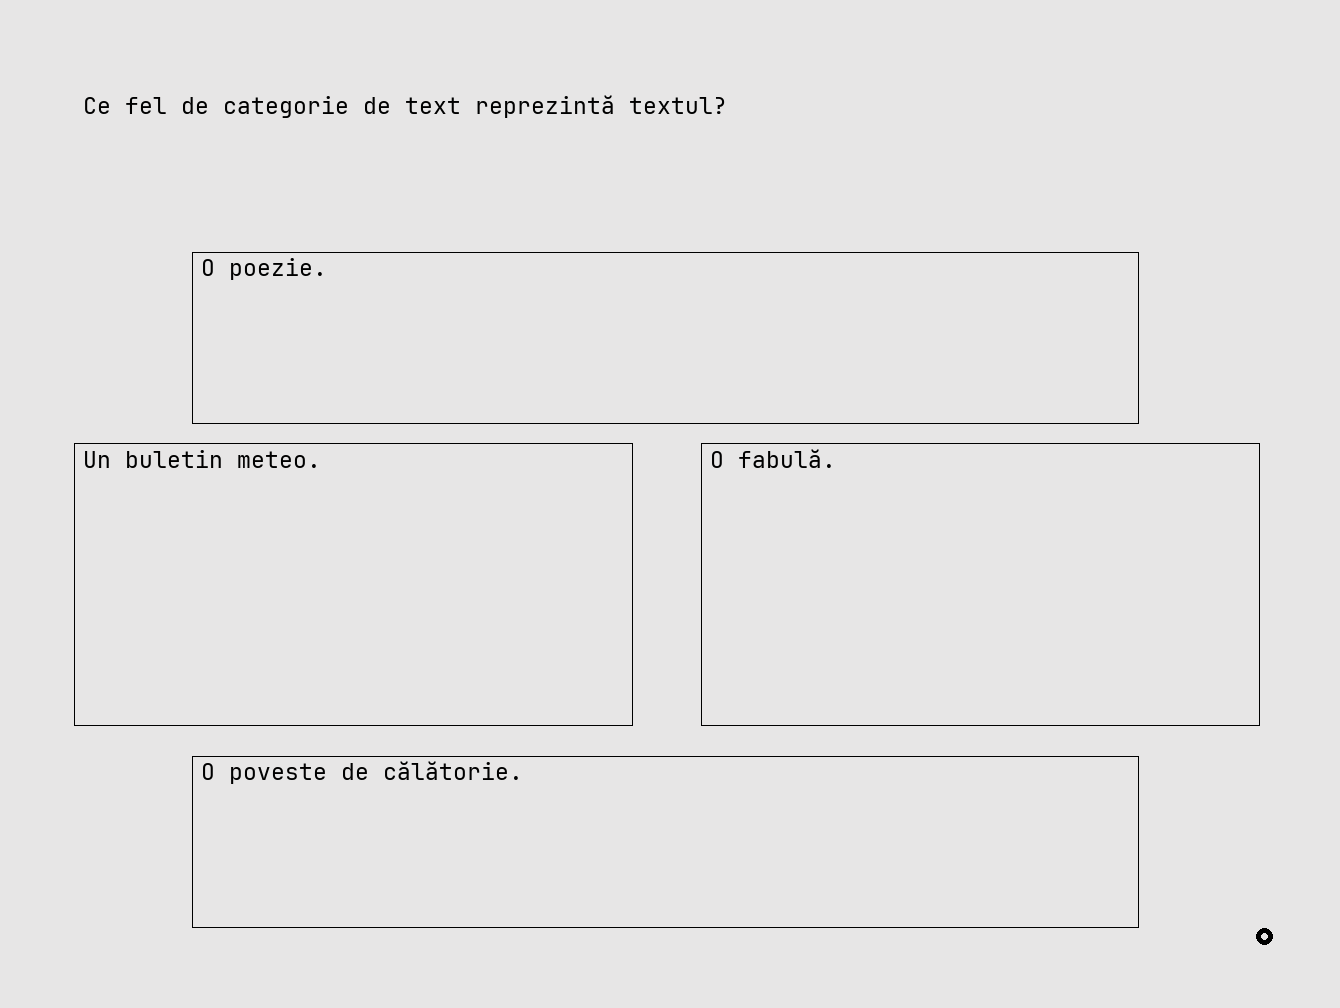 Ce fel de categorie de text reprezintă textul?
O poezie.
Un buletin meteo.
O fabulă.
O poveste de călătorie.